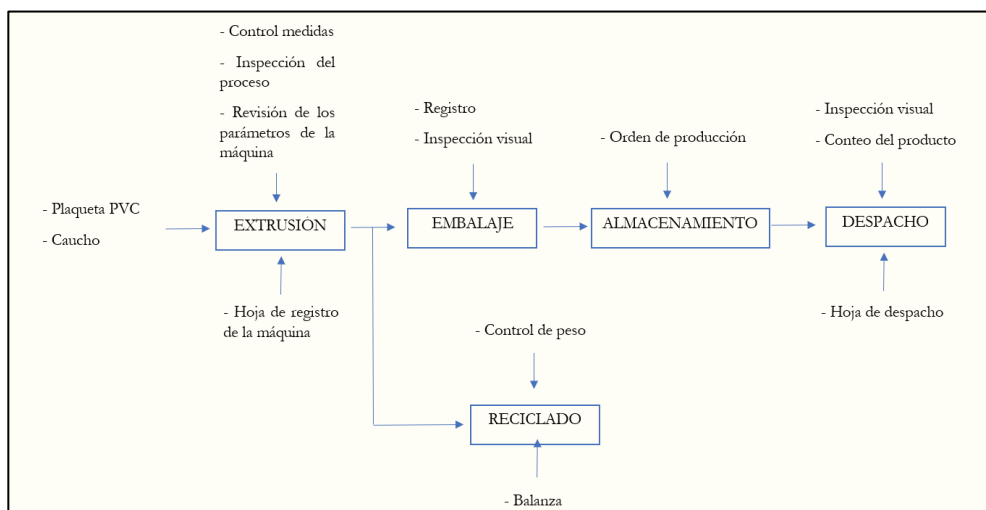 - Control medidas
- Inspección del
proceso
- Revisión de los
parámetros de la
máquina
- Registro
- Inspección visual
- Orden de producción
- Inspección visual
- Conteo del producto
- Plaqueta PVC
- Caucho
EXTRUSIÓN
EMBALAJE
ALMACENAMIENTO
DESPACHO
- Hoja de registro
de la máquina
- Hoja de despacho
- Control de peso
RECICLADO
- Balanza